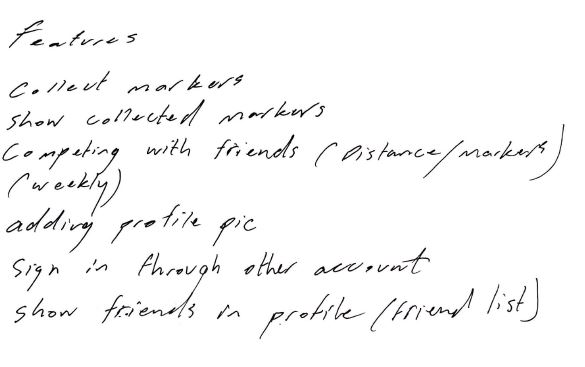 features
Collect markers
show collected markers
Competing with friends (Distance/markers)
(weekly)
adding profile pic
Sign in through other account
show friends in profile (friend list)